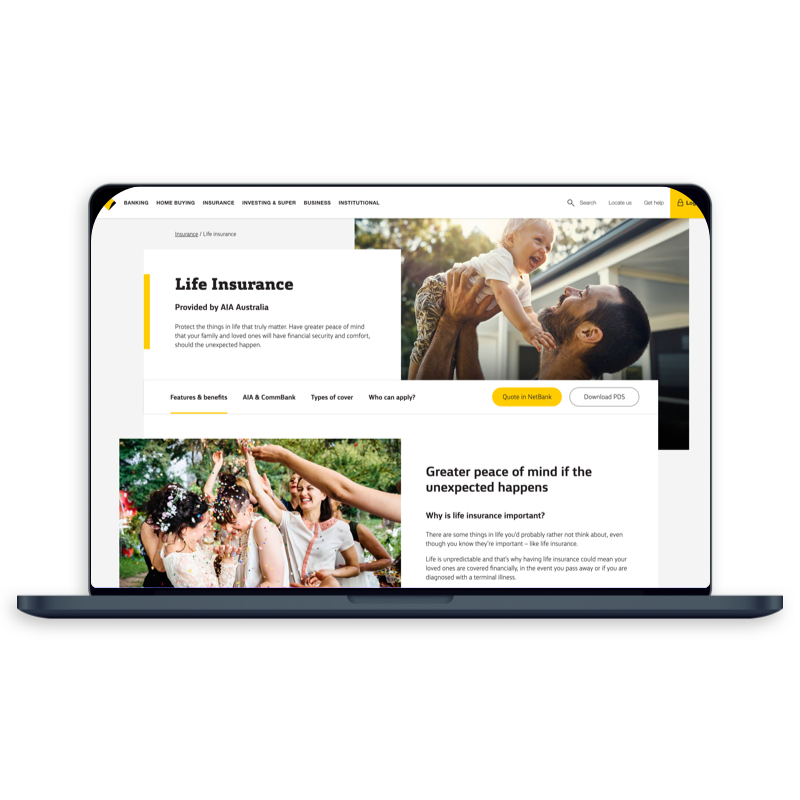 BANKING HOME BUYING INSURANCE INVESTING & SUPER BUSINESS INSTITUTIONAL Search Locate us Get help
Insurance / Life insurance
Life Insurance
Provided by AIA Australia
Protect the things in life that truly matter. Have greater peace of mind
that your family and loved ones will have financial security and comfort,
should the unexpected happen.
Features & benefits AIA & CommBank Types of cover Who can apply? Quote in NetBank Download PDS
Greater peace of mind if the
unexpected happens
Why is life insurance important?
There are some things in life you'd probably rather not think about, even
though you know they're important – like life insurance.
Life is unpredictable and that's why having life insurance could mean your
loved ones are covered financially, in the event you pass away or if you are
diagnosed with a terminal illness.